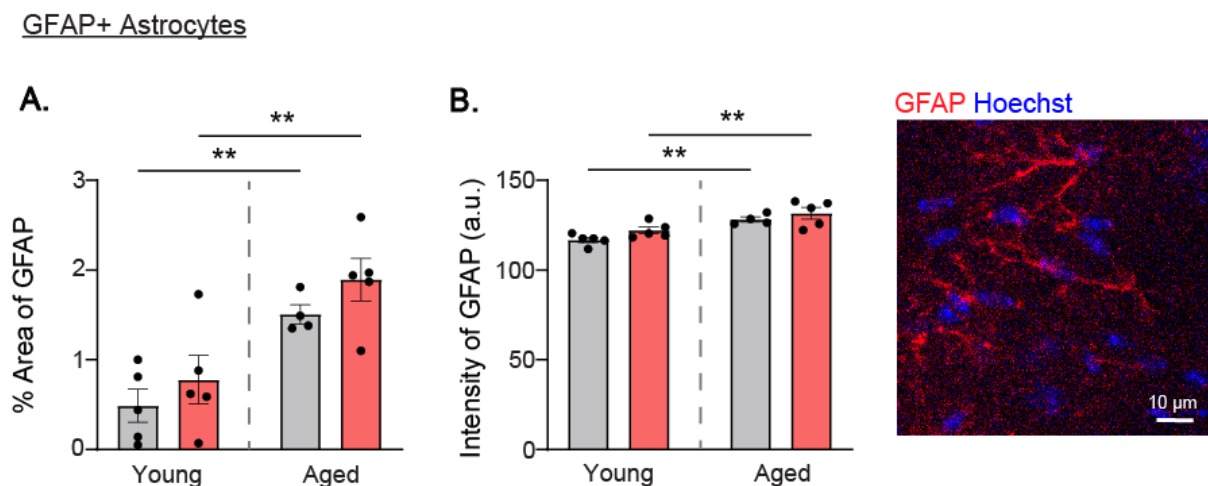 GFAP+ Astrocytes
A.
**
**
% Area of GFAP
3
2
1
0
Young
Aged
B.
**
**
Intensity of GFAP (a.u.)
150
100
50
0
Young
Aged
GFAP Hoechst
10 µm